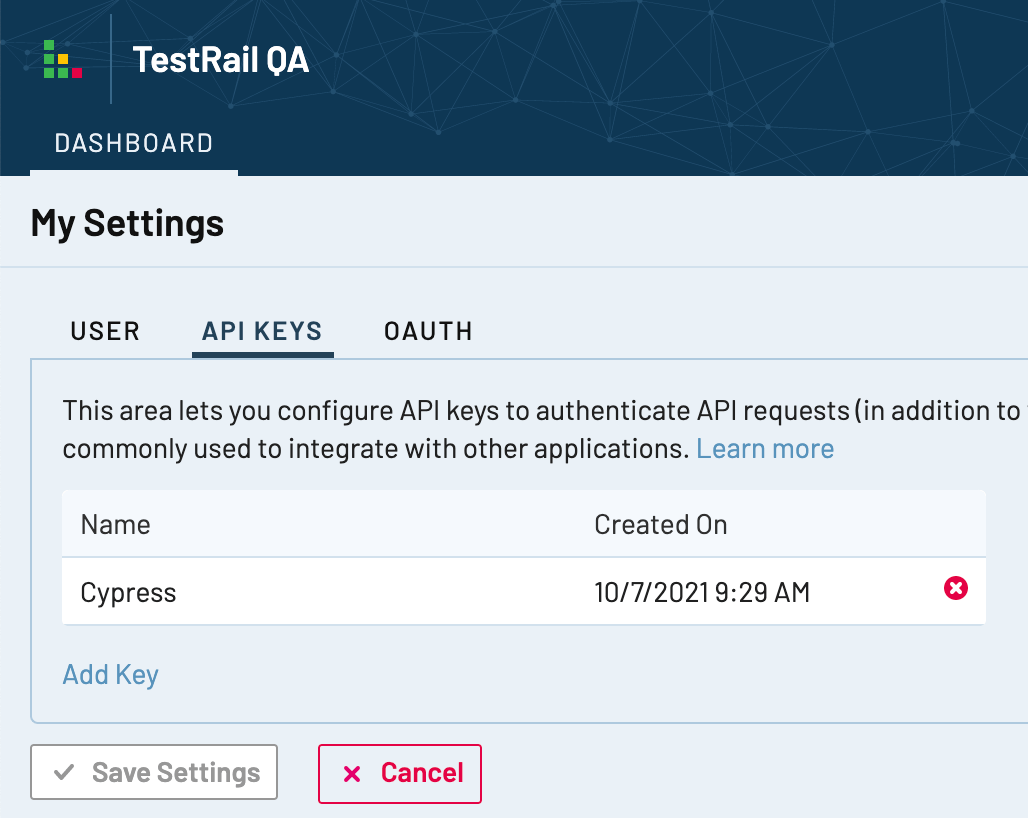 TestRail QA
DASHBOARD
My Settings
USER API KEYS OAUTH
This area lets you configure API keys to authenticate API requests (in addition to
commonly used to integrate with other applications. Learn more
Name Created On
Cypress 10/7/2021 9:29 AM
Add Key
Save Settings Cancel